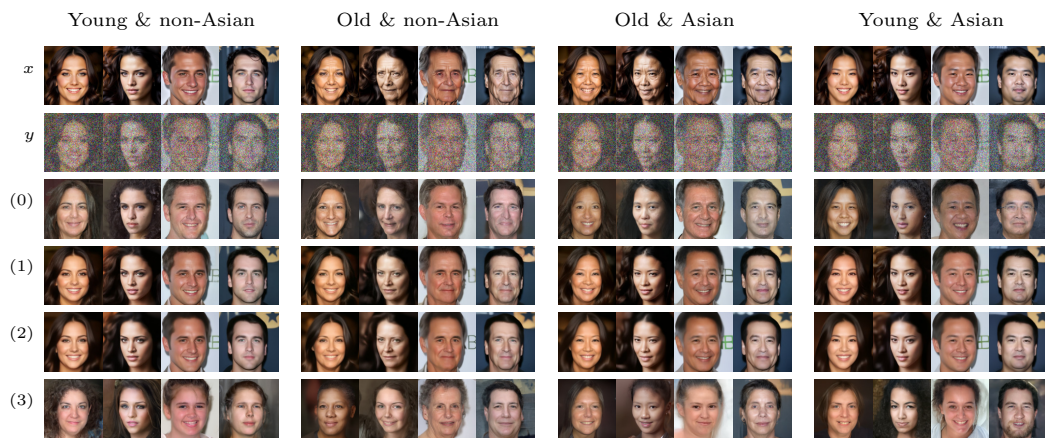 Young & non-Asian Old & non-Asian Old & Asian Young & Asian
x
y
(0)
(1)
(2)
(3)